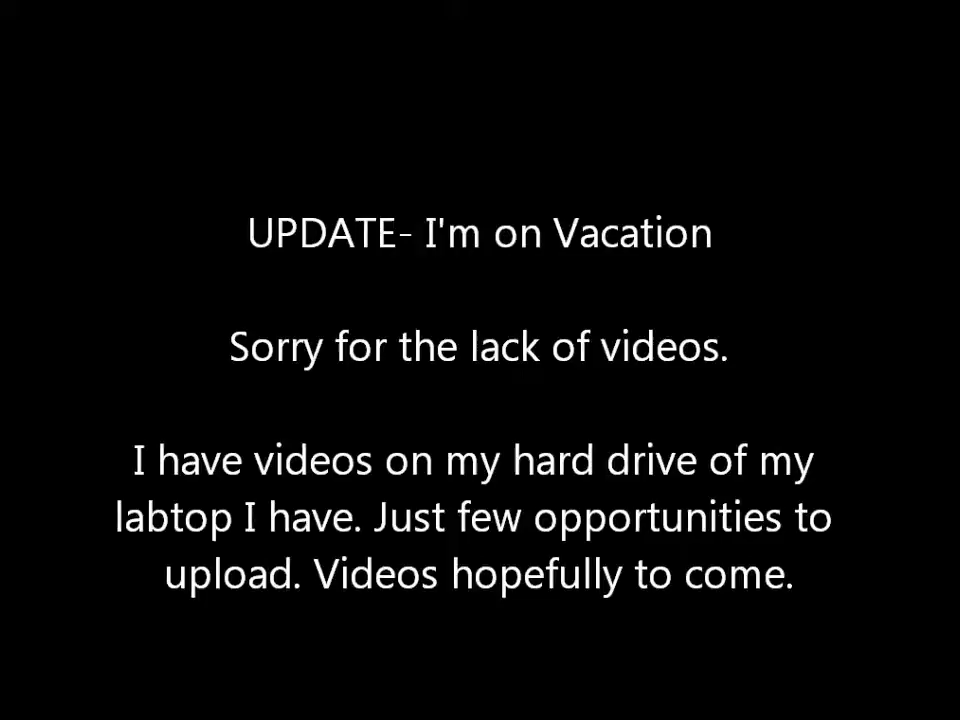 UPDATE- I'm on Vacation
Sorry for the lack of videos.
I have videos on my hard drive of my
labtop I have. Just few opportunities to
upload. Videos hopefully to come.